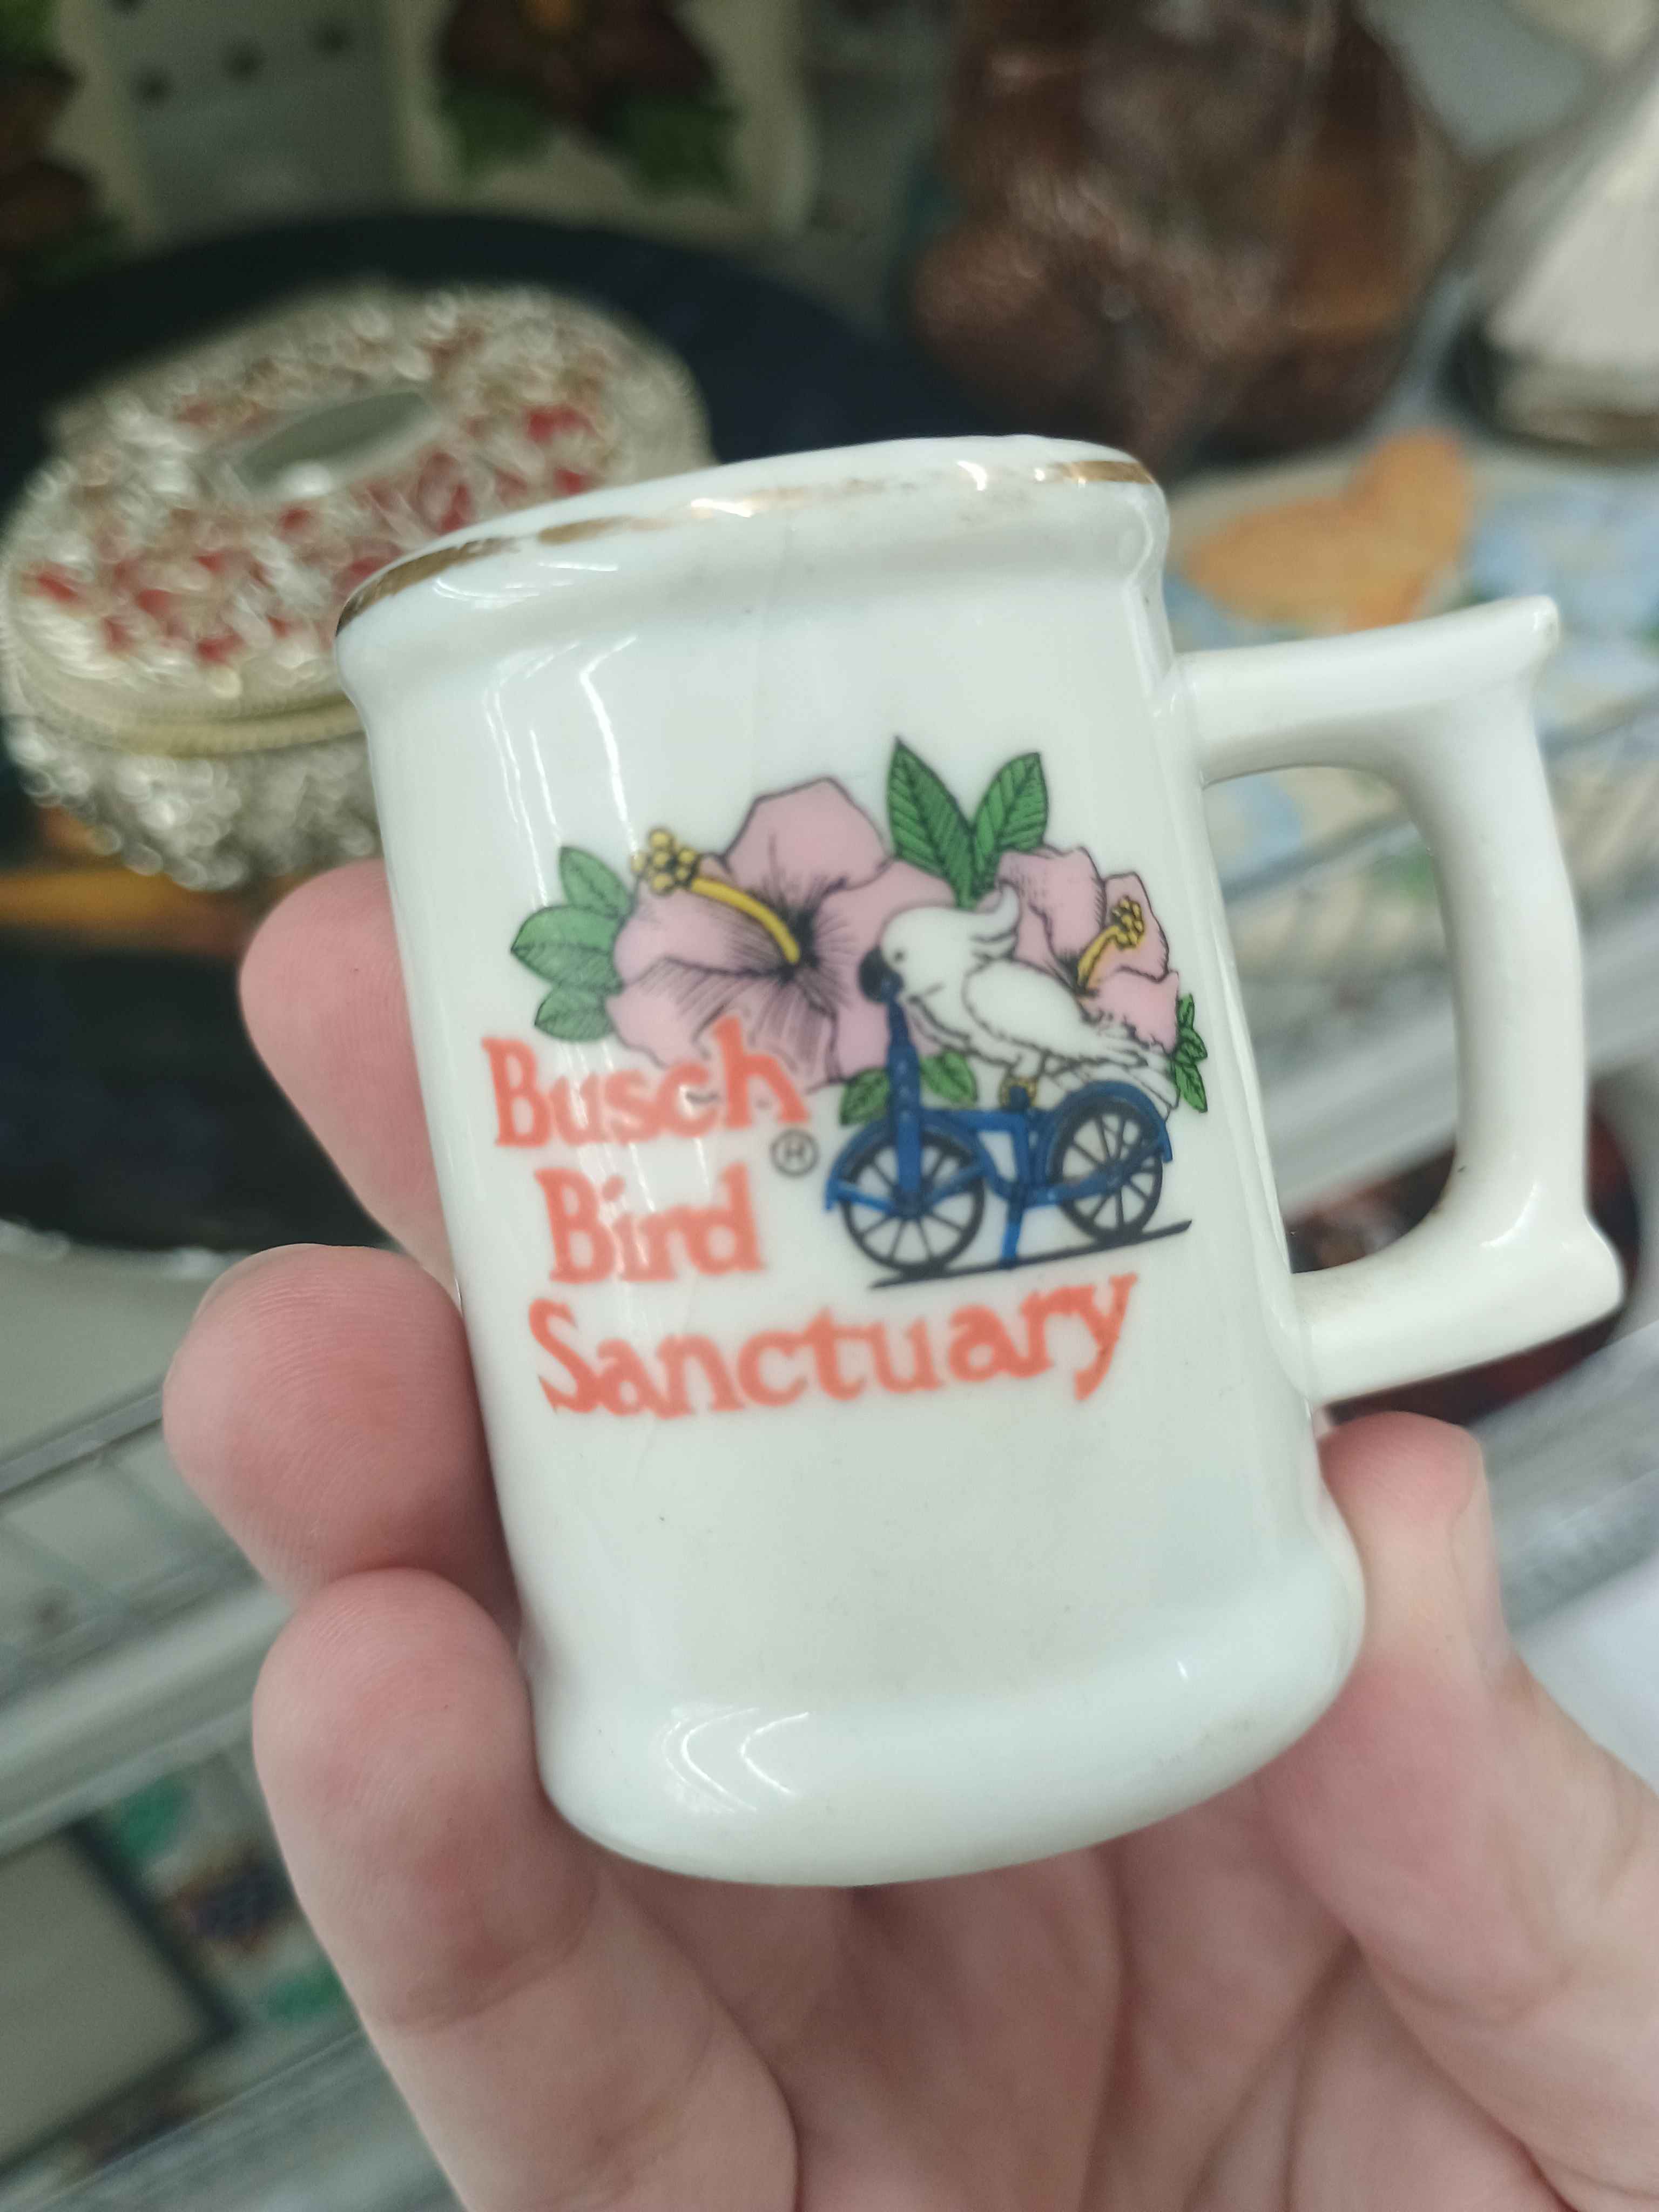 Busch
Bird ®
Sanctuary